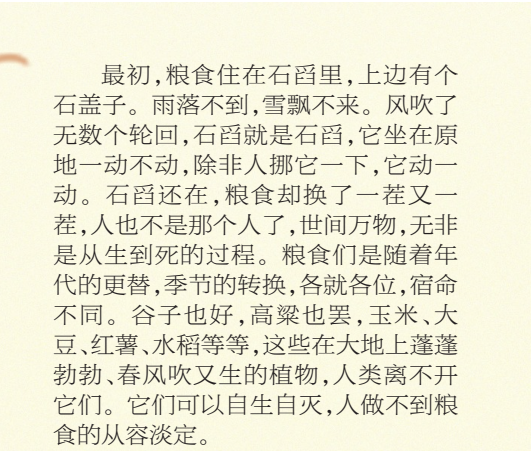 最初,粮食住在石舀里,上边有个
石盖子。雨落不到,雪飘不来。风吹了
无数个轮回,石舀就是石舀,它坐在原
地一动不动,除非人挪它一下,它动一
动。石舀还在,粮食却换了一茬又一
茬,人也不是那个人了,世间万物,无非
是从生到死的过程。粮食们是随着年
代的更替,季节的转换,各就各位,宿命
不同。谷子也好,高粱也罢,玉米、大
豆、红薯、水稻等等,这些在大地上蓬蓬
勃勃、春风吹又生的植物,人类离不开
它们。它们可以自生自灭,人做不到粮
食的从容淡定。